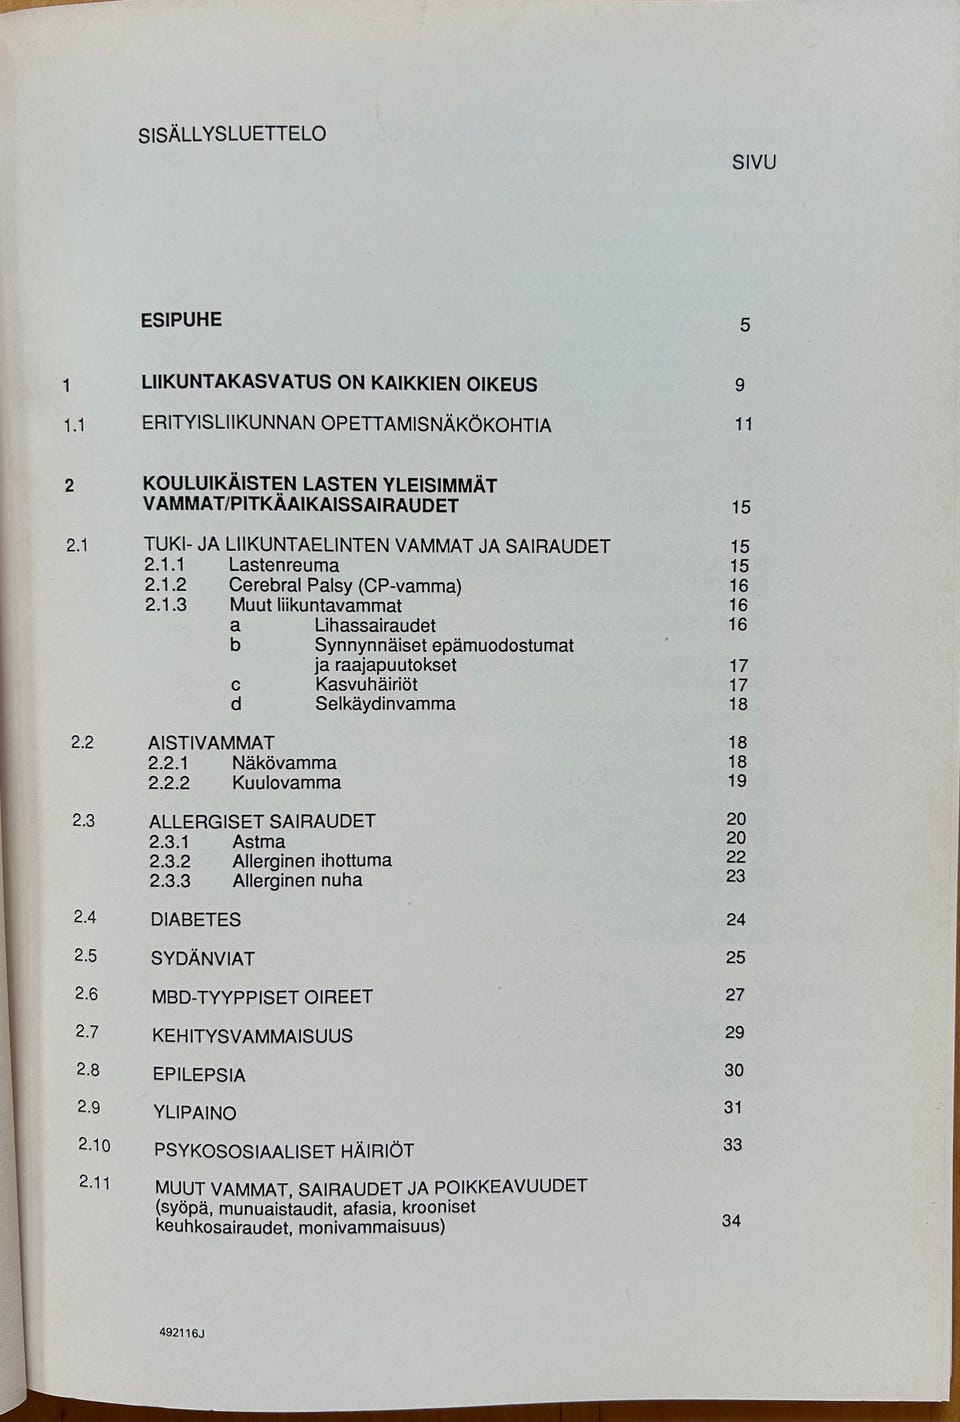 SISÄLLYSLUETTELO
SIVU
ESIPUHE 5
1 LIIKUNTAKASVATUS ON KAIKKIEN OIKEUS 9
1.1 ERITYISLIIKUNNAN OPETTAMISNÄKÖKOHTIA 11
2 KOULUIKÄISTEN LASTEN YLEISIMMÄT
VAMMAT/PITKÄAIKAISSAIRAUDET 15
2.1 TUKI- JA LIIKUNTAELINTEN VAMMAT JA SAIRAUDET 15
2.1.1 Lastenreuma 15
2.1.2 Cerebral Palsy (CP-vamma) 16
2.1.3 Muut liikuntavammat 16
a Lihassairaudet 16
b Synnynnäiset epämuodostumat
ja raajapuutokset 17
c Kasvuhäiriöt 17
d Selkäydinvamma 18
2.2 AISTIVAMMAT 18
2.2.1 Näkövamma 18
2.2.2 Kuulovamma 19
2.3 ALLERGISET SAIRAUDET 20
2.3.1 Astma 20
2.3.2 Allerginen ihottuma 22
2.3.3 Allerginen nuha 23
2.4 DIABETES 24
2.5 SYDÄNVIAT 25
2.6 MBD-TYYPPISET OIREET 27
2.7 KEHITYSVAMMAISUUS 29
2.8 EPILEPSIA 30
2.9 YLIPAINO 31
2.10 PSYKOSOSIAALISET HÄIRIÖT 33
2.11 MUUT VAMMAT, SAIRAUDET JA POIKKEAVUUDET
(syöpä, munuaistaudit, afasia, krooniset
keuhkosairaudet, monivammaisuus) 34
492116J